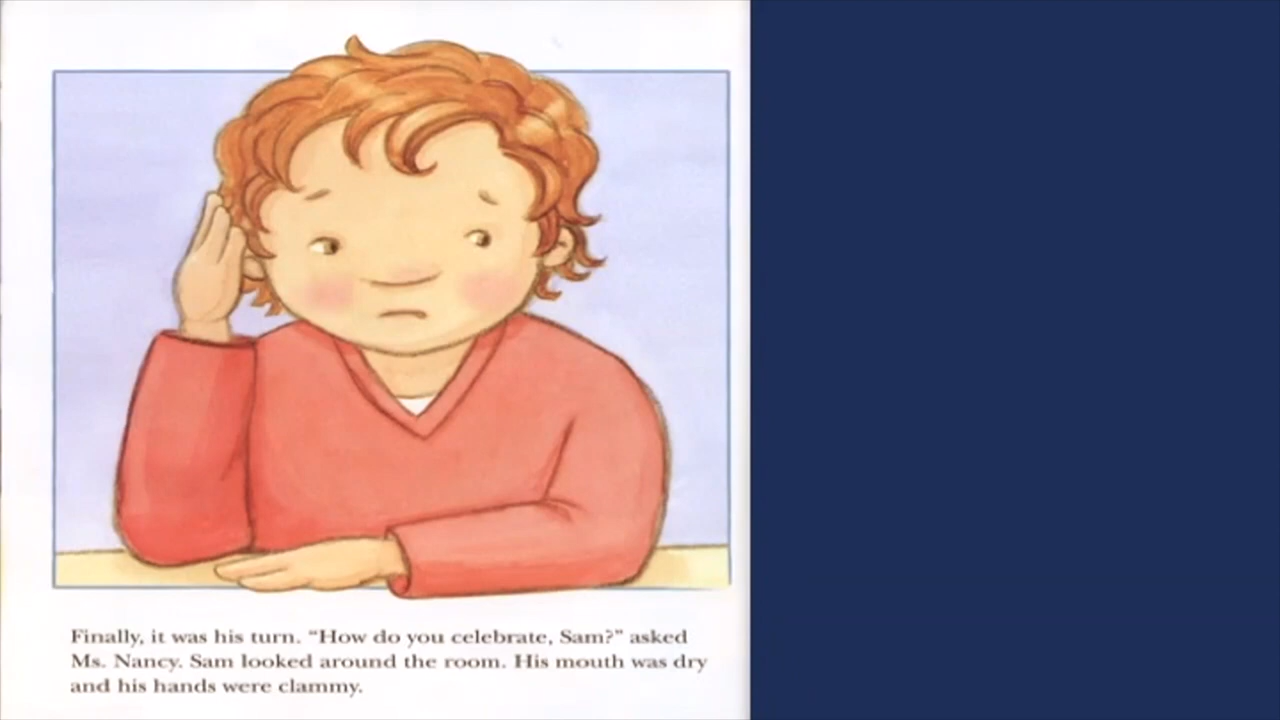 Finally, it was his turn. “How do you celebrate, Sam?” asked
Ms. Nancy. Sam looked around the room. His mouth was dry
and his hands were clammy.